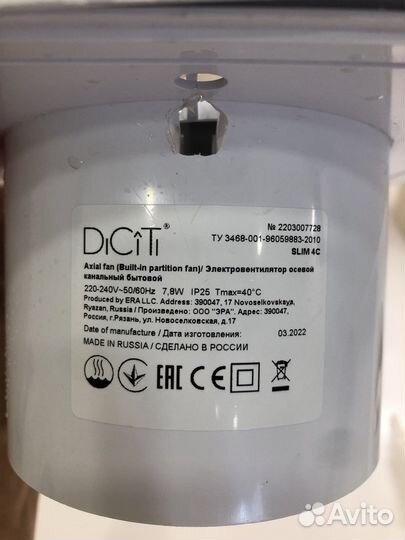 DiCiTi®
№ 2203007728
ТУ 3468-001-96059883-2010
SLIM 4C
Axial fan (Built-in partition fan)/ Электровентилятор осевой
канальный бытовой
220-240V~50/60Hz 7,8W IP25 Tmax=40°C
Produced by ERA LLC. Address: 390047, 17 Novoselkovskaya,
Ryazan, Russia / Произведено: ООО "ЭРА". Адрес: 390047,
Россия, г.Рязань, ул. Новоселковская, д.17
Date of manufacture / Дата изготовления: 03.2022
MADE IN RUSSIA / СДЕЛАНО В РОССИИ
EAC CE
Avito